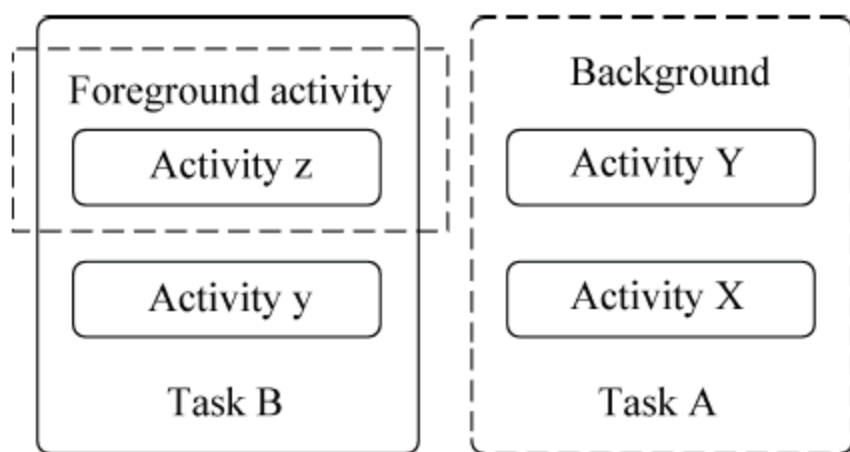 Foreground activity
Activity z
Activity y
Task B
Background
Activity Y
Activity X
Task A